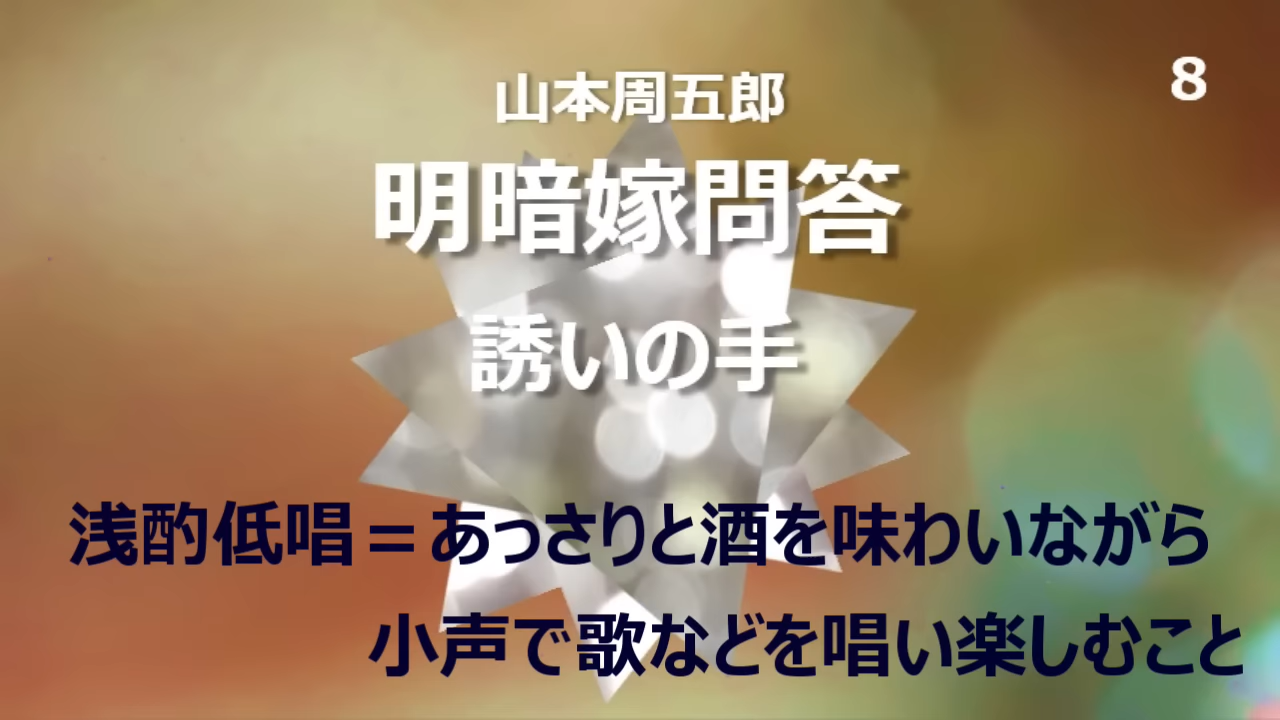 8
山本周五郎
明暗嫁問答
誘いの手
浅酌低唱＝あっさりと酒を味わいながら
小声で歌などを唱い楽しむこと